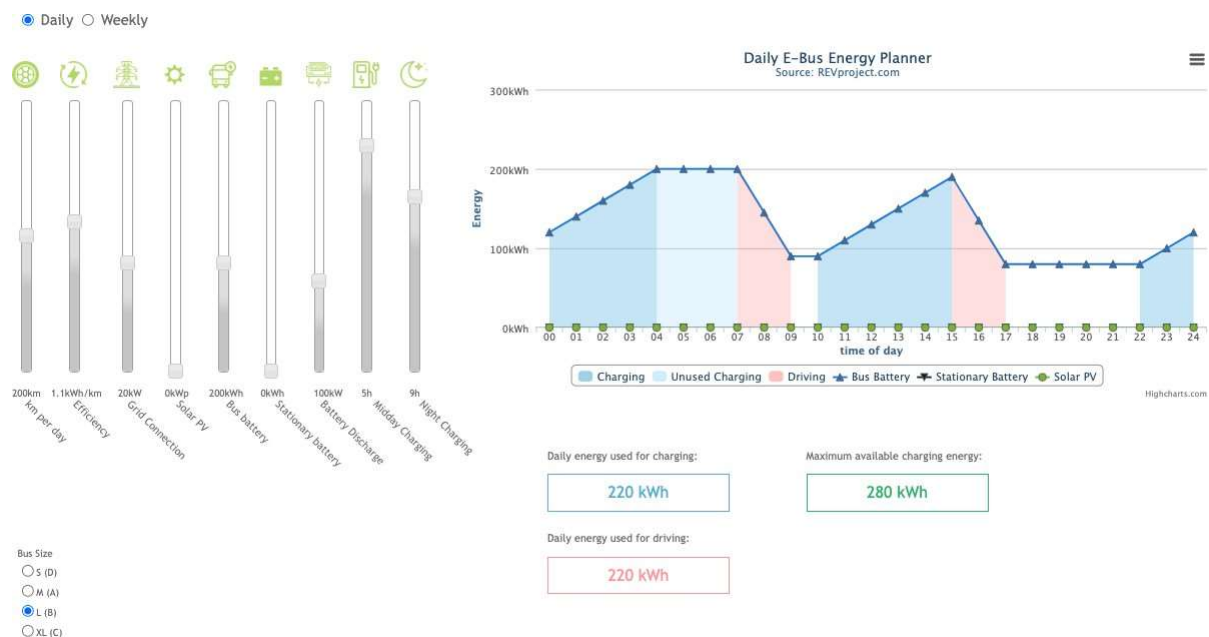 Daily Weekly
Daily E-Bus Energy Planner
Source: REVproject.com
300kWh
200kWh
100kWh
0kWh
Energy
00 01 02 03 04 05 06 07 08 09 10 11 12 13 14 15 16 17 18 19 20 21 22 23 24
time of day
Charging Unused Charging Driving Bus Battery Stationary Battery Solar PV
Highcharts.com
200km 1.1kWh/km 20kW 0kWp 200kWh 0kWh 100kW 5h 9h
km per day
Efficiency
Grid Connection
Solar PV
Bus battery
Stationary battery
Battery Discharge
Midday Charging
Night Charging
Daily energy used for charging:
220 kWh
Maximum available charging energy:
280 kWh
Daily energy used for driving:
220 kWh
Bus Size
S (D)
M (A)
L (B)
XL (C)